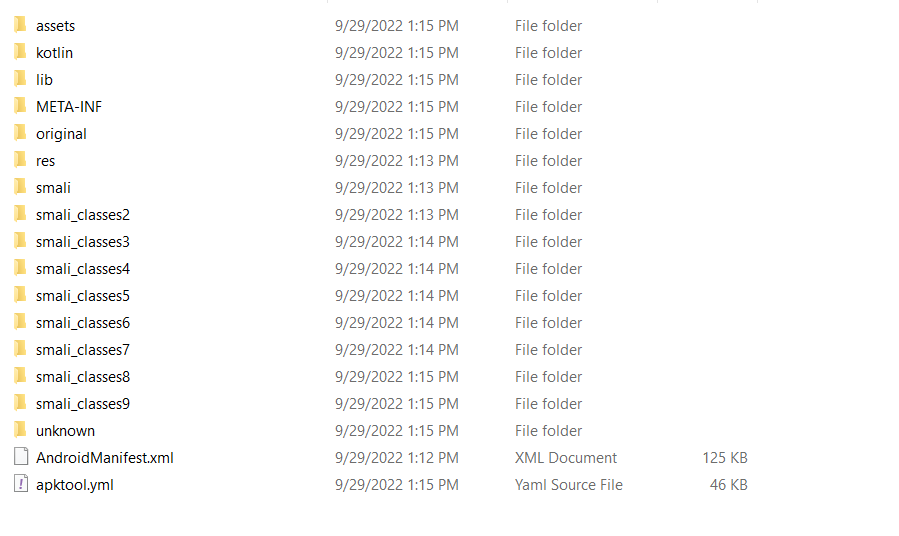 assets 9/29/2022 1:15 PM File folder
kotlin 9/29/2022 1:15 PM File folder
lib 9/29/2022 1:15 PM File folder
META-INF 9/29/2022 1:15 PM File folder
original 9/29/2022 1:15 PM File folder
res 9/29/2022 1:13 PM File folder
smali 9/29/2022 1:13 PM File folder
smali_classes2 9/29/2022 1:13 PM File folder
smali_classes3 9/29/2022 1:14 PM File folder
smali_classes4 9/29/2022 1:14 PM File folder
smali_classes5 9/29/2022 1:14 PM File folder
smali_classes6 9/29/2022 1:14 PM File folder
smali_classes7 9/29/2022 1:14 PM File folder
smali_classes8 9/29/2022 1:15 PM File folder
smali_classes9 9/29/2022 1:15 PM File folder
unknown 9/29/2022 1:15 PM File folder
AndroidManifest.xml 9/29/2022 1:12 PM XML Document 125 KB
apktool.yml 9/29/2022 1:15 PM Yaml Source File 46 KB